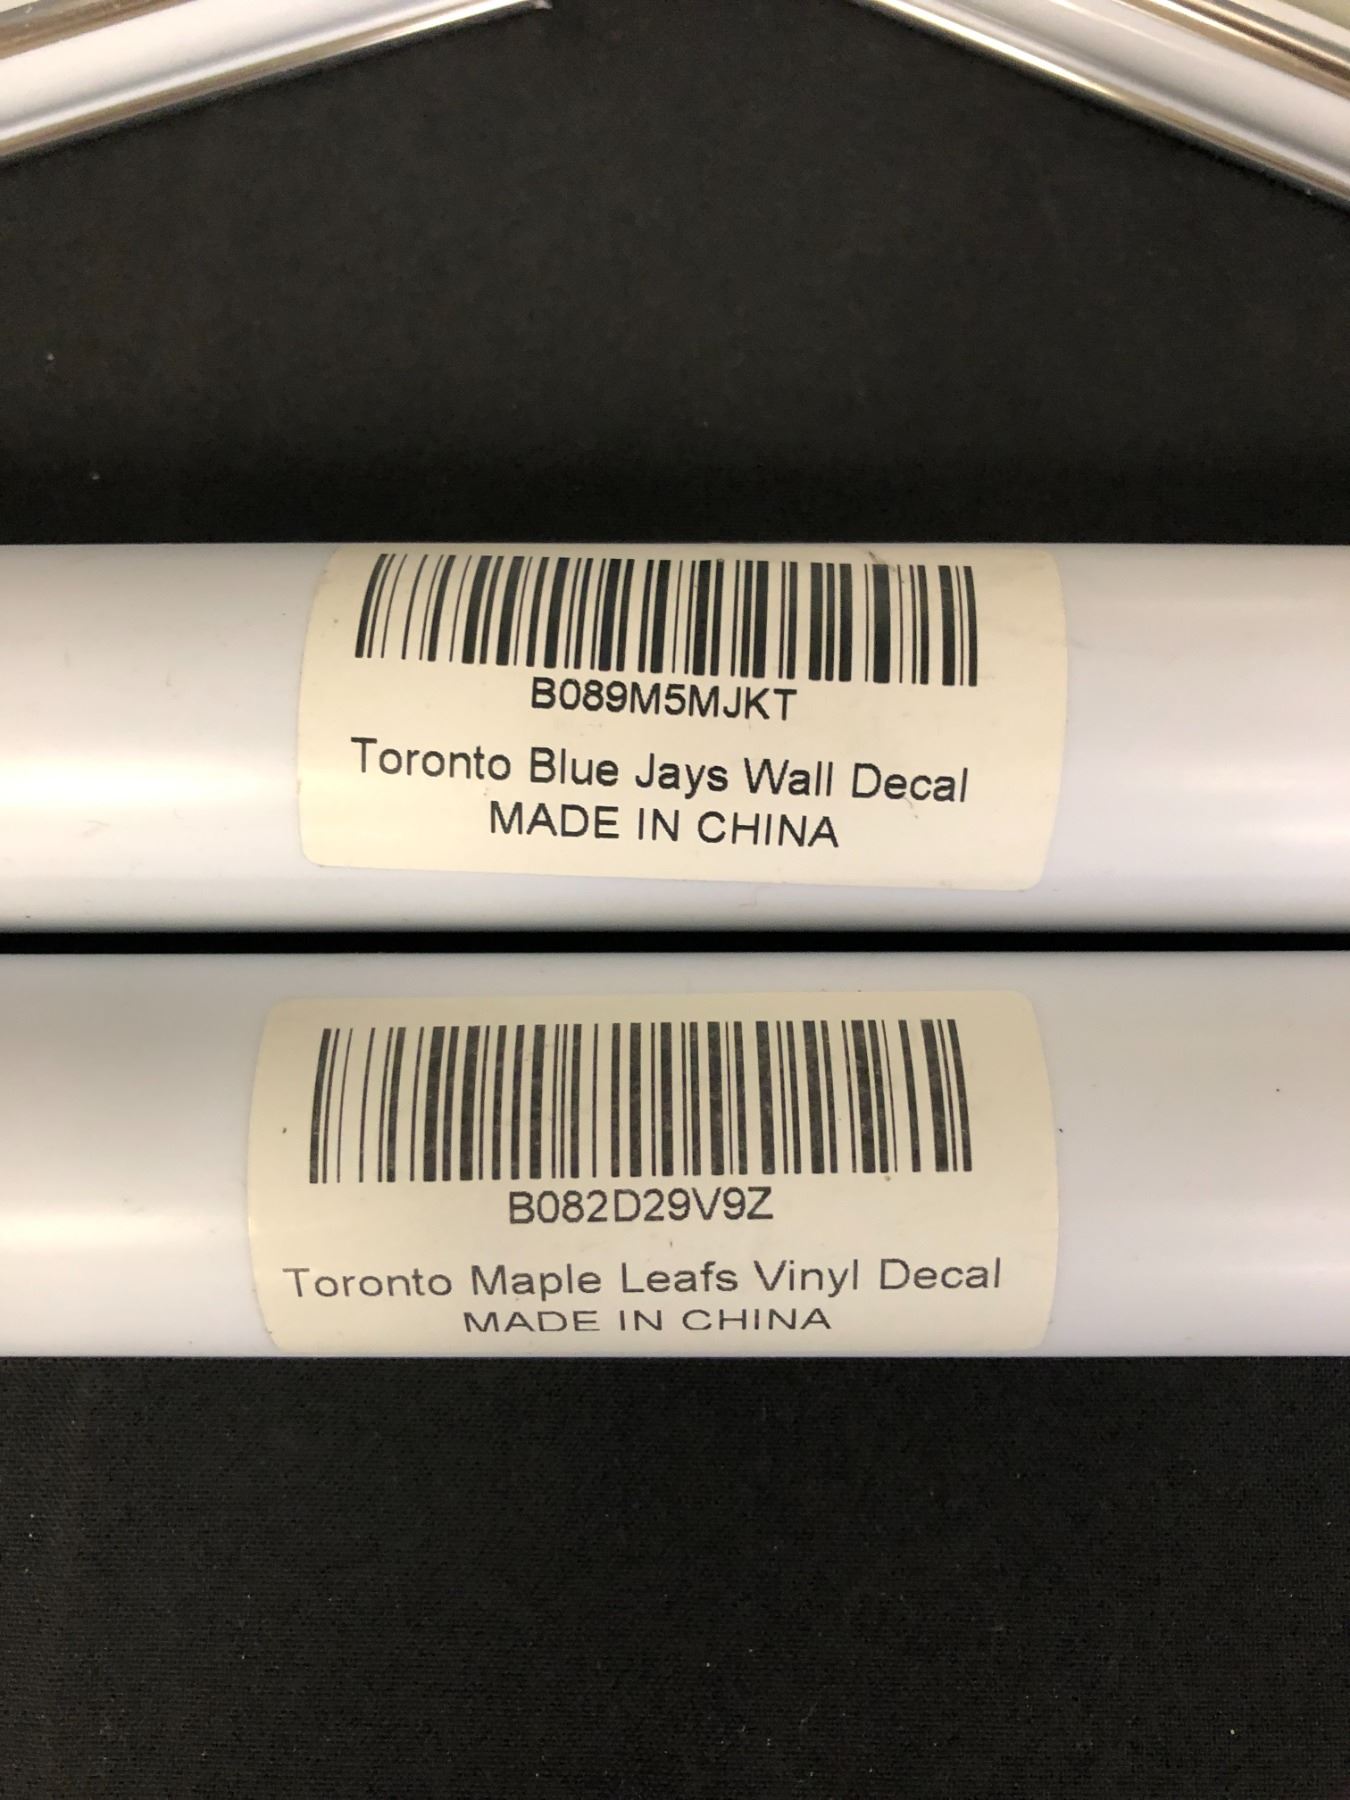 B089M5MJKT
Toronto Blue Jays Wall Decal
MADE IN CHINA
B082D29V9Z
Toronto Maple Leafs Vinyl Decal
MADE IN CHINA